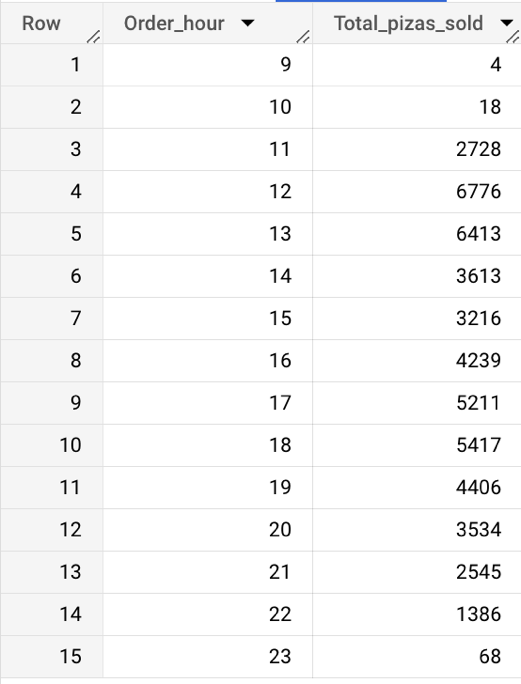 Row Order_hour Total_pizas_sold
1 9 4
2 10 18
3 11 2728
4 12 6776
5 13 6413
6 14 3613
7 15 3216
8 16 4239
9 17 5211
10 18 5417
11 19 4406
12 20 3534
13 21 2545
14 22 1386
15 23 68